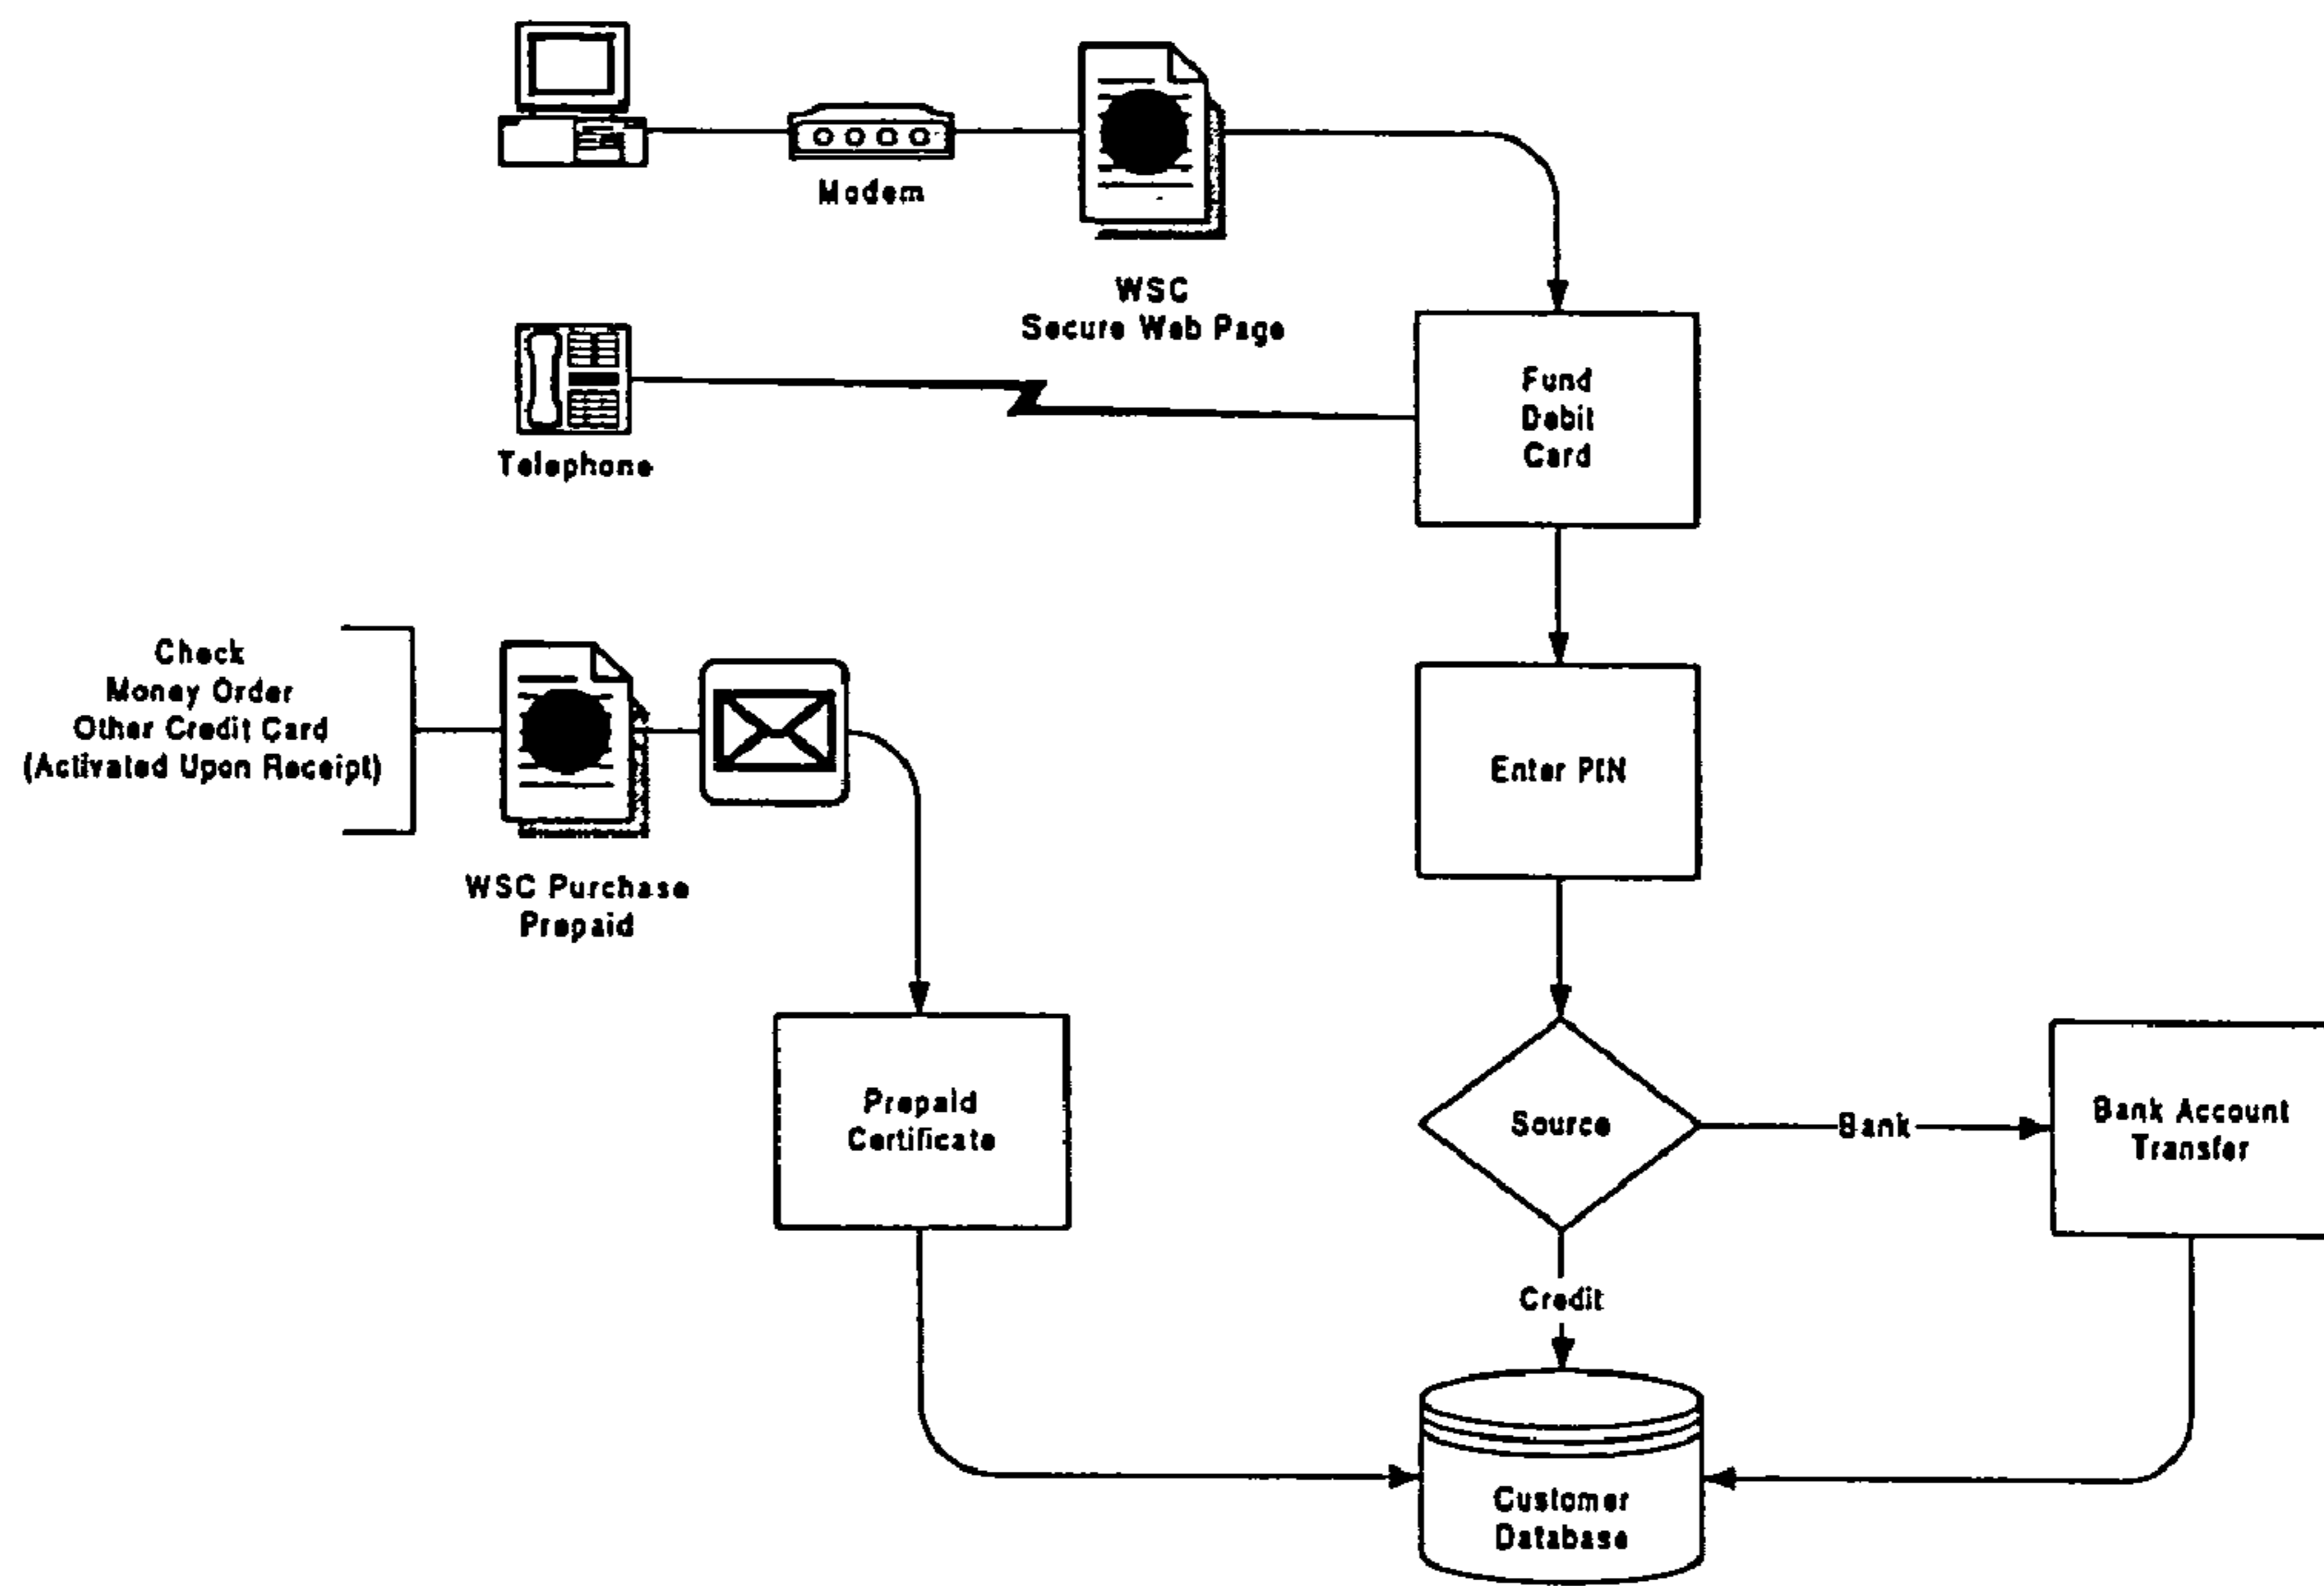 Modem
WSC
Secure Web Page
Telephone
Fund
Debit
Card
Check
Money Order
Other Credit Card
(Activated Upon Receipt)
WSC Purchase
Prepaid
Enter PIN
Prepaid
Certificate
Source
Bank
Bank Account
Transfer
Credit
Customer
Database